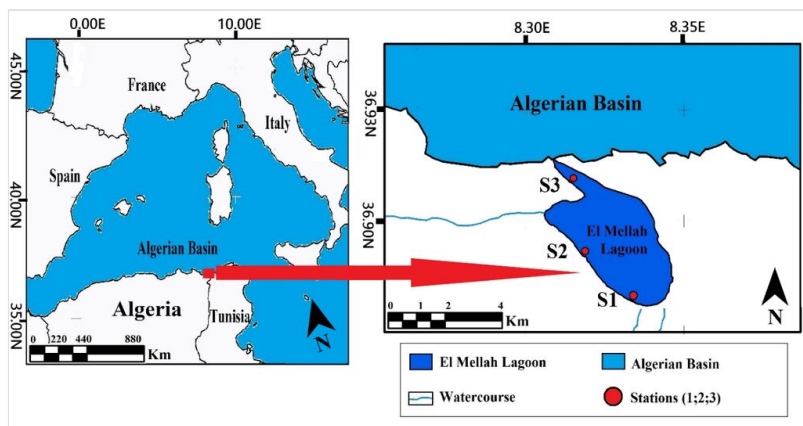 0.00E
10.00E
45.00N
40.00N
35.00N
France
Italy
Spain
Algerian Basin
Algeria
Tunisia
0 220 440 880
Km
N
8.30E
8.35E
36.93N
36.90N
Algerian Basin
S3
El Mellah
Lagoon
S2
S1
0 1 2 4
Km
N
El Mellah Lagoon
Algerian Basin
Watercourse
Stations (1;2;3)